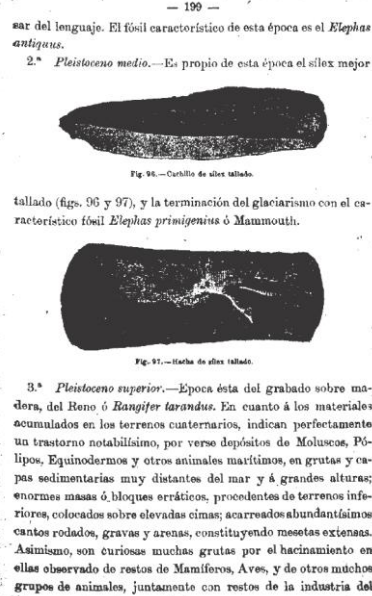 — 199 —
sar del lenguaje. El fósil característico de esta época es el Elephas
antiquus.
2.ª Pleistoceno medio.—Es propio de esta época el sílex mejor
Fig. 96.—Cuchillo de sílex tallado.
tallado (figs. 96 y 97), y la terminación del glaciarismo con el ca-
racterístico fósil Elephas primigenius ó Mammouth.
Fig. 97.—Hacha de sílex tallado.
3.ª Pleistoceno superior.—Epoca ésta del grabado sobre ma-
dera, del Reno ó Rangifer tarandus. En cuanto á los materiales
acumulados en los terrenos cuaternarios, indican perfectamente
un trastorno notabilísimo, por verse depósitos de Moluscos, Pó-
lipos, Equinodermos y otros animales marítimos, en grutas y ca-
pas sedimentarias muy distantes del mar y á grandes alturas;
enormes masas ó bloques erráticos, procedentes de terrenos infe-
riores, colocados sobre elevadas cimas; acarreados abundantísimos
cantos rodados, gravas y arenas, constituyendo mesetas extensas.
Asimismo, son curiosas muchas grutas por el hacinamiento en
ellas observado de restos de Mamíferos, Aves, y de otros muchos
grupos de animales, juntamente con restos de la industria del